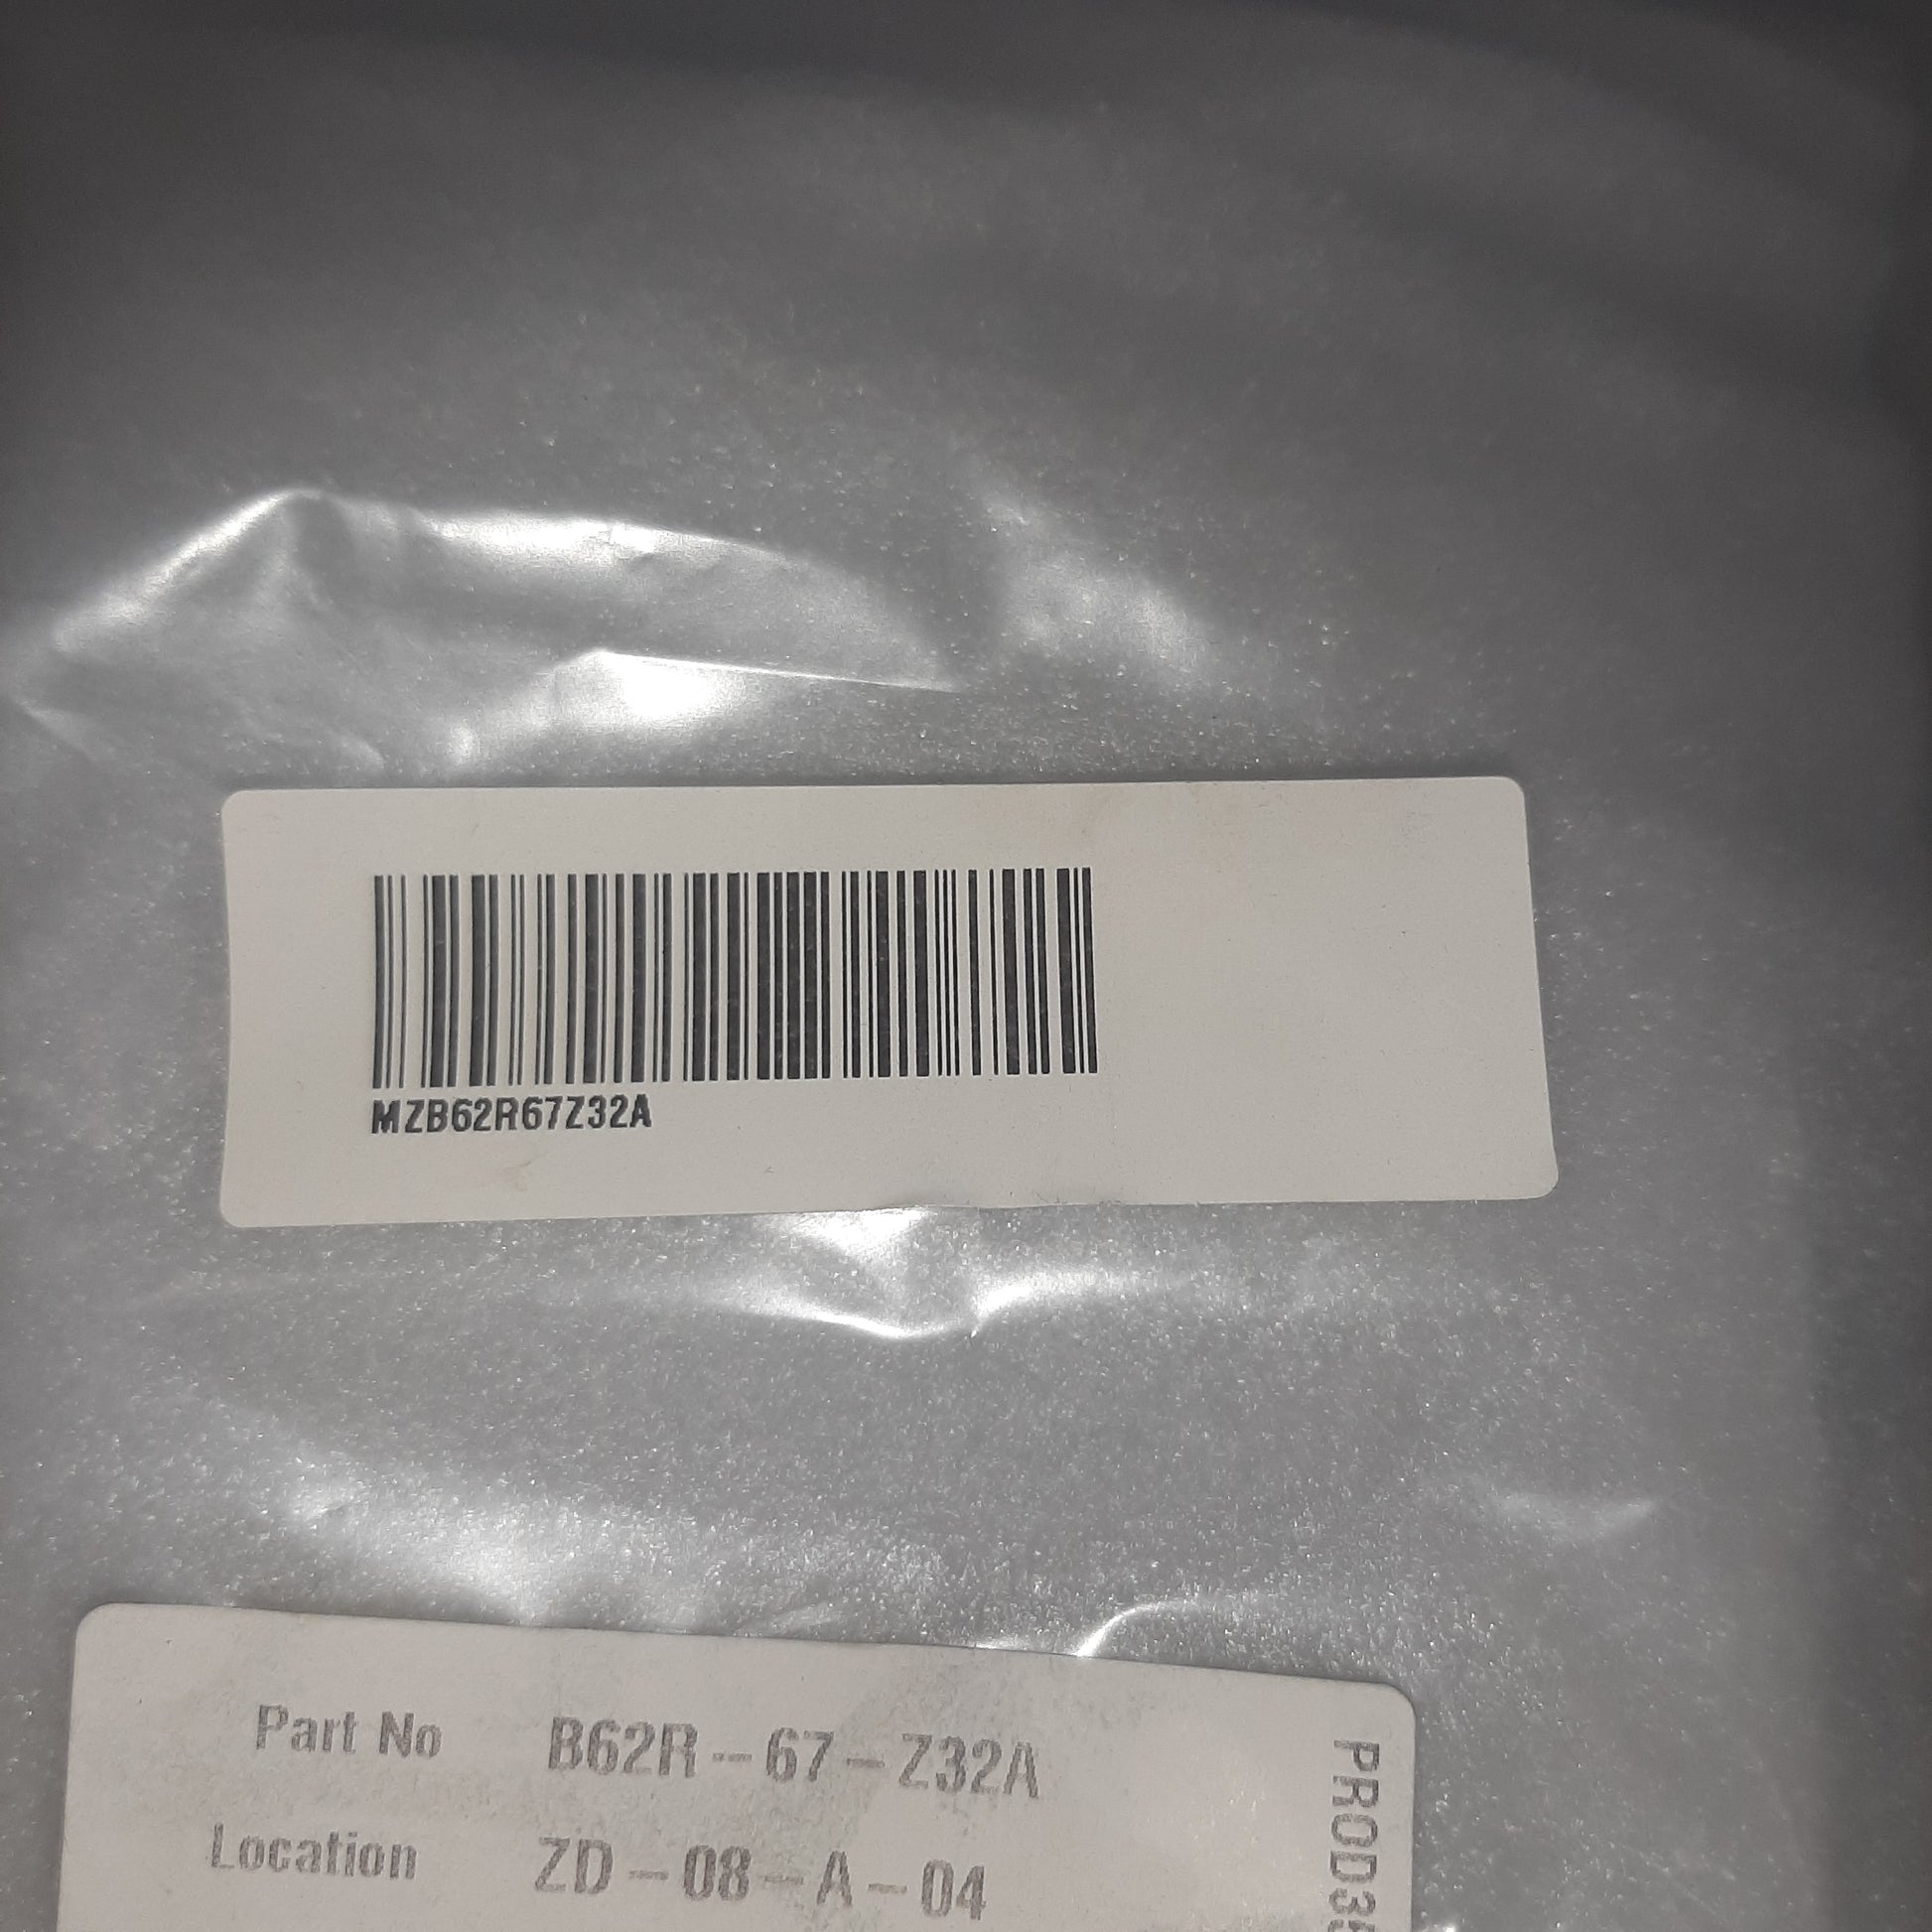 MZB62R67Z32A
Part No B62R-67-Z32A
Location ZD-08-A-04